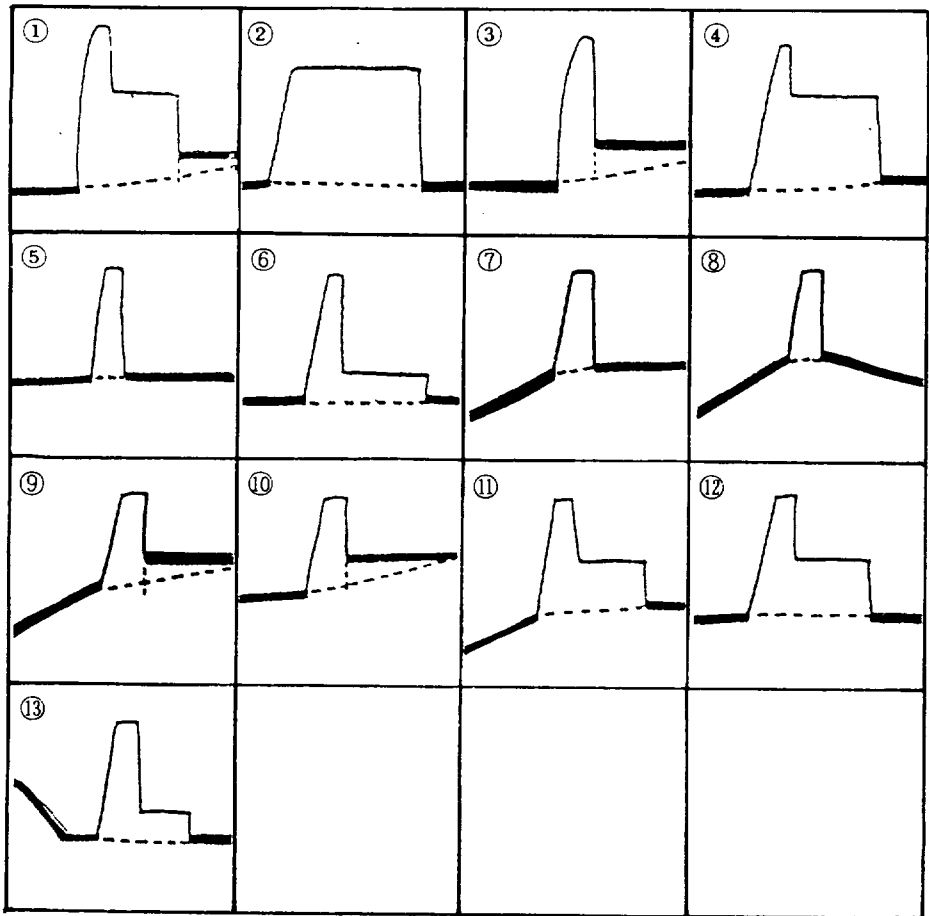 ① ② ③ ④
⑤ ⑥ ⑦ ⑧
⑨ ⑩ ⑪ ⑫
⑬